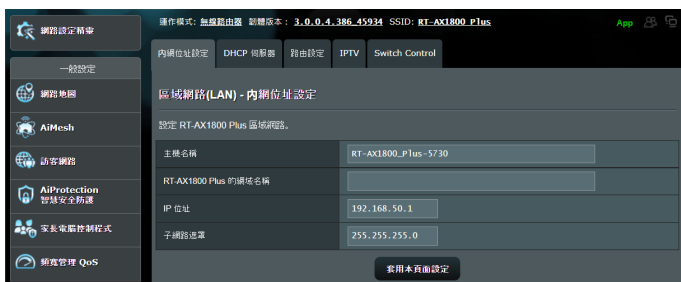 網路設定精靈
運作模式: 無線路由器 韌體版本: 3.0.0.4.386_45934 SSID: RT-AX1800 Plus
App
內網位址設定 DHCP 伺服器 路由設定 IPTV Switch Control
一般設定
網路地圖
AiMesh
訪客網路
AiProtection
智慧安全防護
家長電腦控制程式
頻寬管理 QoS
區域網路(LAN) - 內網位址設定
設定 RT-AX1800 Plus 區域網路。
主機名稱 RT-AX1800_Plus-5730
RT-AX1800 Plus 的網域名稱
IP 位址 192.168.50.1
子網路遮罩 255.255.255.0
套用本頁面設定